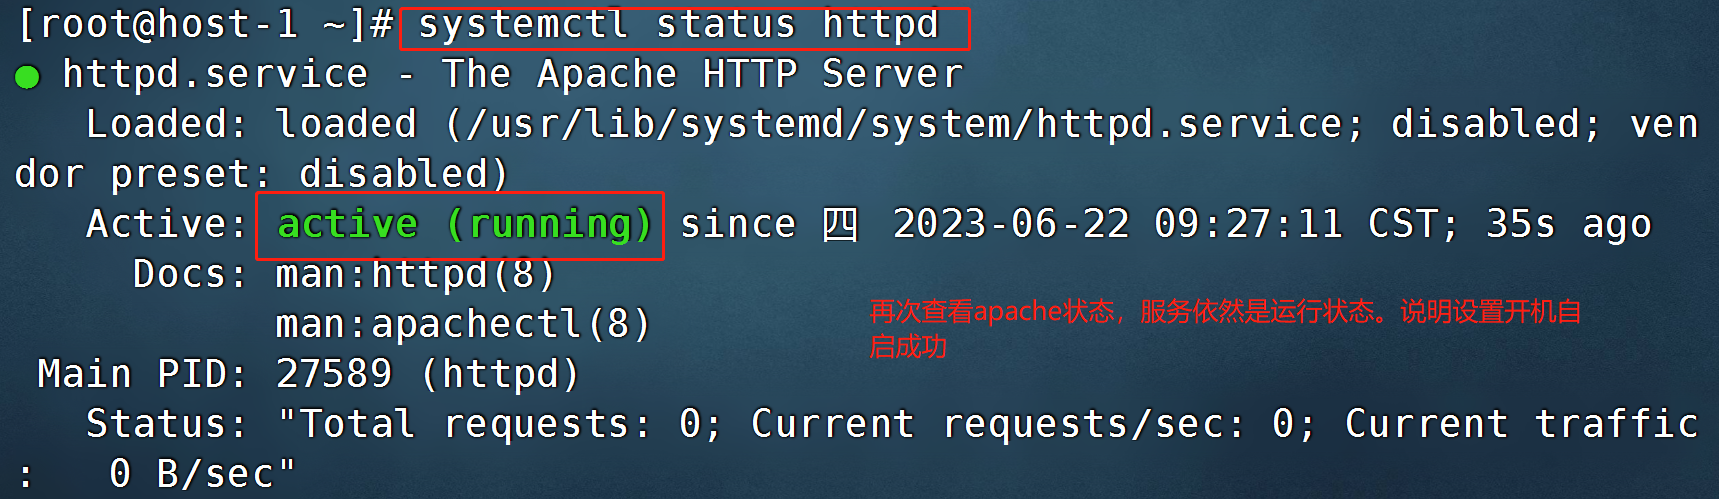 [root@host-1 ~]# systemctl status httpd
● httpd.service - The Apache HTTP Server
Loaded: loaded (/usr/lib/systemd/system/httpd.service; disabled; ven
dor preset: disabled)
Active: active (running) since 四 2023-06-22 09:27:11 CST; 35s ago
Docs: man:httpd(8)
man:apachectl(8)
再次查看apache状态，服务依然是运行状态。说明设置开机自
启成功
Main PID: 27589 (httpd)
Status: "Total requests: 0; Current requests/sec: 0; Current traffic
:   0 B/sec"